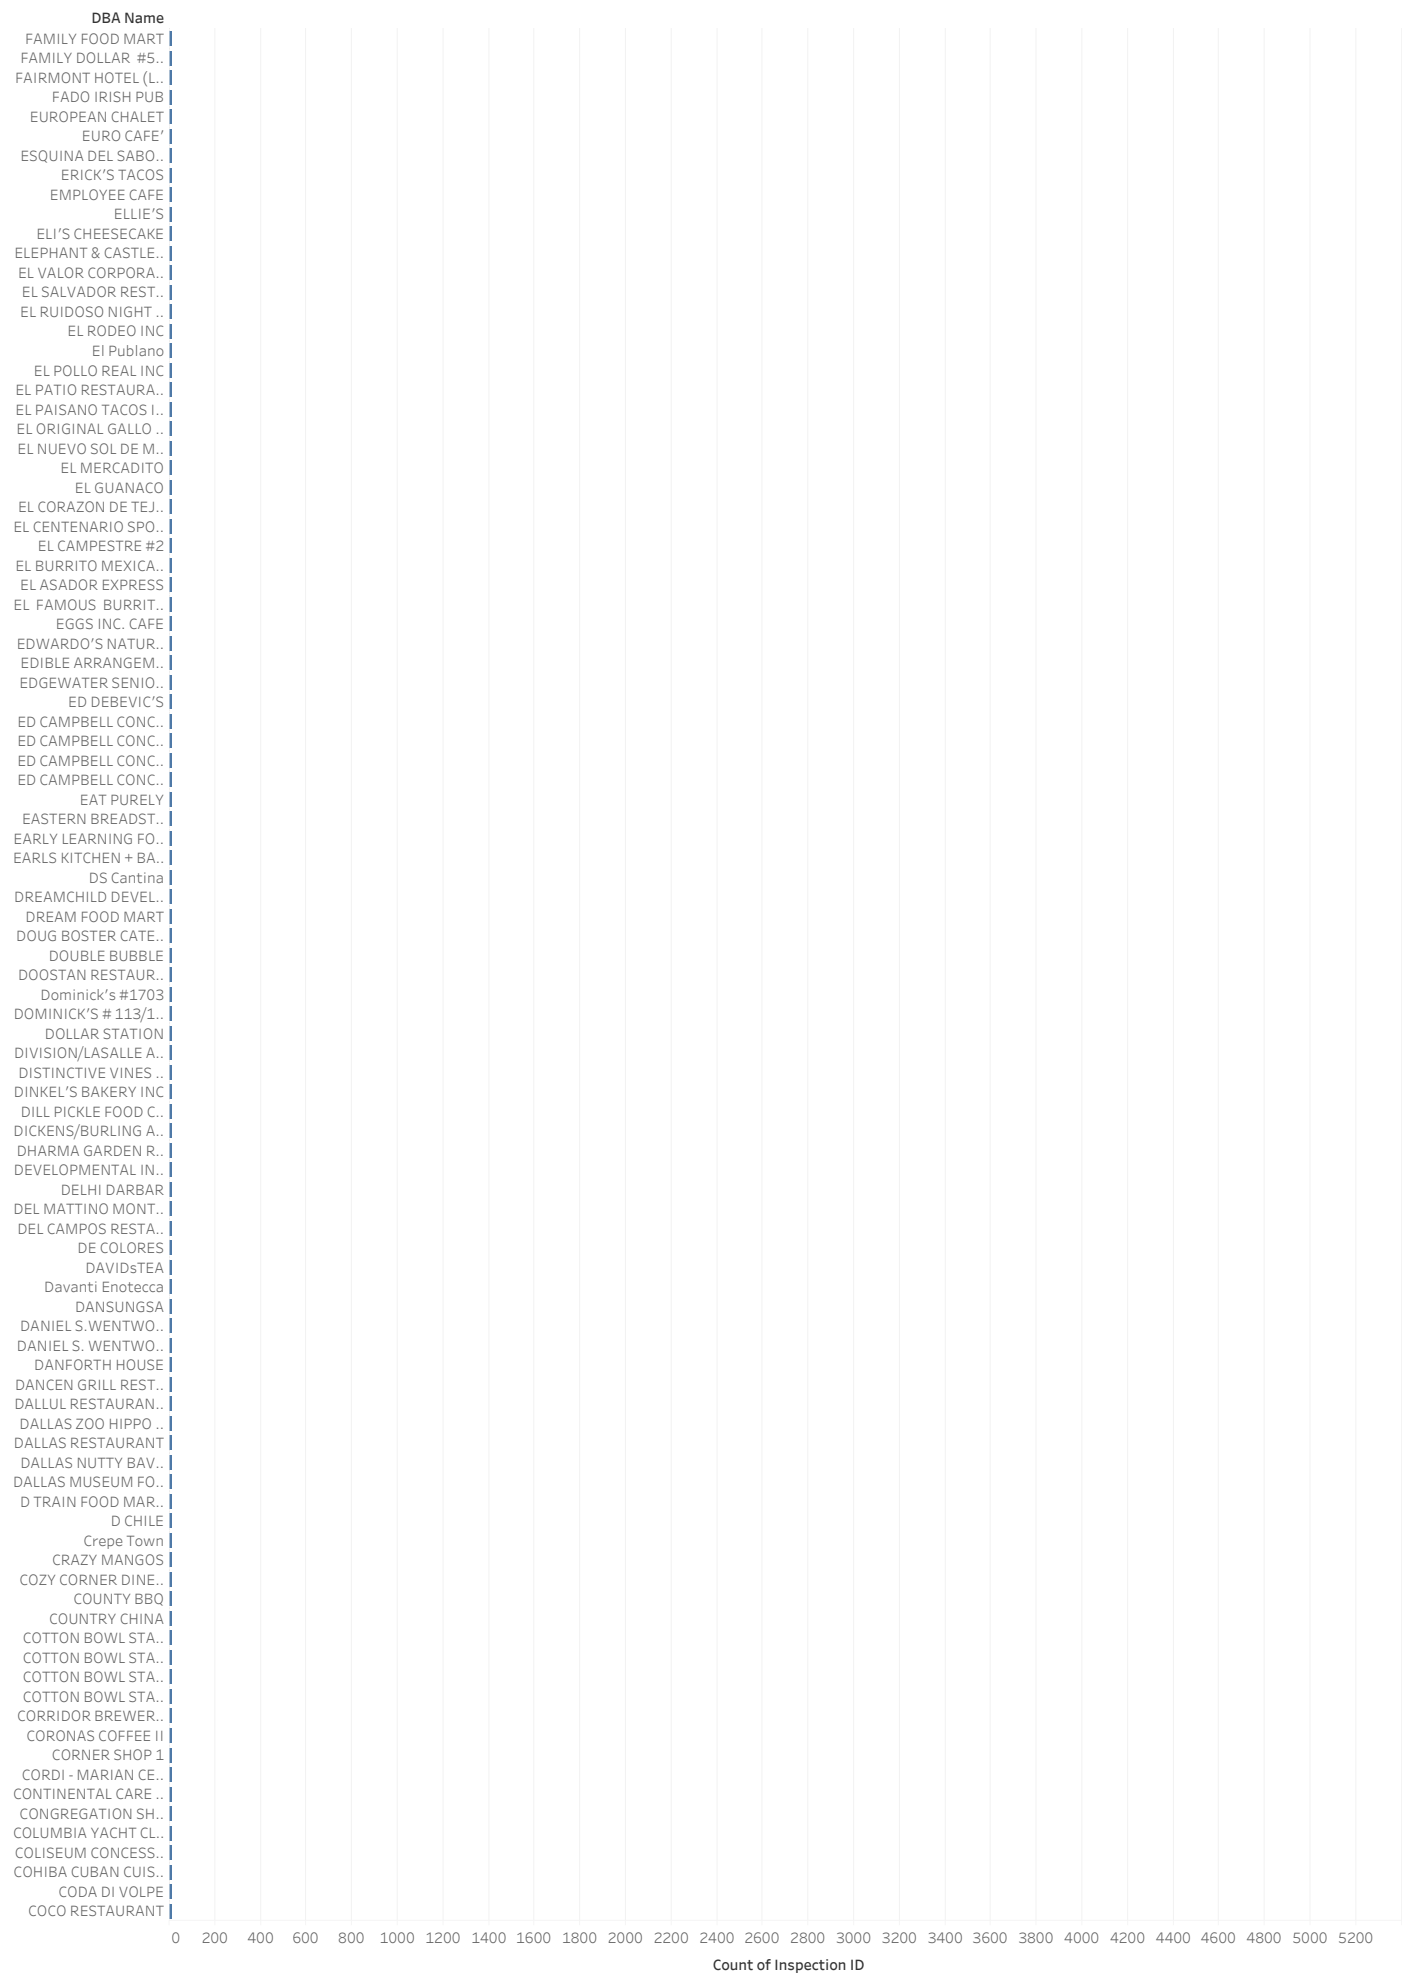 DBA Name
FAMILY FOOD MART
FAMILY DOLLAR  #5..
FAIRMONT HOTEL (L..
FADO IRISH PUB
EUROPEAN CHALET
EURO CAFE'
ESQUINA DEL SABO..
ERICK'S TACOS
EMPLOYEE CAFE
ELLIE'S
ELI'S CHEESECAKE
ELEPHANT & CASTLE..
EL VALOR CORPORA..
EL SALVADOR REST..
EL RUIDOSO NIGHT ..
EL RODEO INC
El Publano
EL POLLO REAL INC
EL PATIO RESTAURA..
EL PAISANO TACOS I..
EL ORIGINAL GALLO ..
EL NUEVO SOL DE M..
EL MERCADITO
EL GUANACO
EL CORAZON DE TEJ..
EL CENTENARIO SPO..
EL CAMPESTRE #2
EL BURRITO MEXICA..
EL ASADOR EXPRESS
EL  FAMOUS  BURRIT..
EGGS INC. CAFE
EDWARDO'S NATUR..
EDIBLE ARRANGEM..
EDGEWATER SENIO..
ED DEBEVIC'S
ED CAMPBELL CONC..
ED CAMPBELL CONC..
ED CAMPBELL CONC..
ED CAMPBELL CONC..
EAT PURELY
EASTERN BREADST..
EARLY LEARNING FO..
EARLS KITCHEN + BA..
DS Cantina
DREAMCHILD DEVEL..
DREAM FOOD MART
DOUG BOSTER CATE..
DOUBLE BUBBLE
DOOSTAN RESTAUR..
Dominick's #1703
DOMINICK'S # 113/1..
DOLLAR STATION
DIVISION/LASALLE A..
DISTINCTIVE VINES ..
DINKEL'S BAKERY INC
DILL PICKLE FOOD C..
DICKENS/BURLING A..
DHARMA GARDEN R..
DEVELOPMENTAL IN..
DELHI DARBAR
DEL MATTINO MONT..
DEL CAMPOS RESTA..
DE COLORES
DAVIDsTEA
Davanti Enotecca
DANSUNGSA
DANIEL S.WENTWO..
DANIEL S. WENTWO..
DANFORTH HOUSE
DANCEN GRILL REST..
DALLUL RESTAURAN..
DALLAS ZOO HIPPO ..
DALLAS RESTAURANT
DALLAS NUTTY BAV..
DALLAS MUSEUM FO..
D TRAIN FOOD MAR..
D CHILE
Crepe Town
CRAZY MANGOS
COZY CORNER DINE..
COUNTY BBQ
COUNTRY CHINA
COTTON BOWL STA..
COTTON BOWL STA..
COTTON BOWL STA..
COTTON BOWL STA..
CORRIDOR BREWER..
CORONAS COFFEE II
CORNER SHOP 1
CORDI - MARIAN CE..
CONTINENTAL CARE ..
CONGREGATION SH..
COLUMBIA YACHT CL..
COLISEUM CONCESS..
COHIBA CUBAN CUIS..
CODA DI VOLPE
COCO RESTAURANT
0 200 400 600 800 1000 1200 1400 1600 1800 2000 2200 2400 2600 2800 3000 3200 3400 3600 3800 4000 4200 4400 4600 4800 5000 5200
Count of Inspection ID